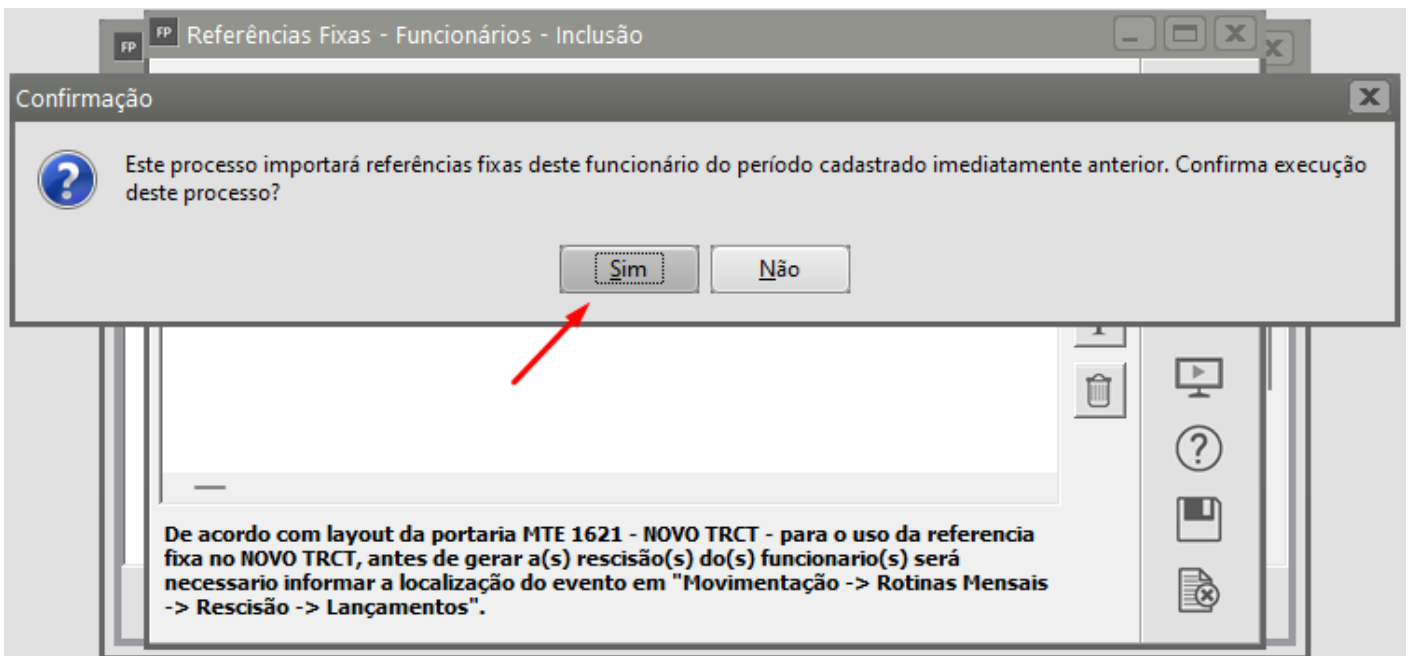 FP Referências Fixas - Funcionários - Inclusão
FP
Confirmação
Este processo importará referências fixas deste funcionário do período cadastrado imediatamente anterior. Confirma execução
deste processo?
Sim
Não
De acordo com layout da portaria MTE 1621 - NOVO TRCT - para o uso da referencia
fixa no NOVO TRCT, antes de gerar a(s) rescisão(s) do(s) funcionario(s) será
necessario informar a localização do evento em "Movimentação -> Rotinas Mensais
-> Rescisão -> Lançamentos".